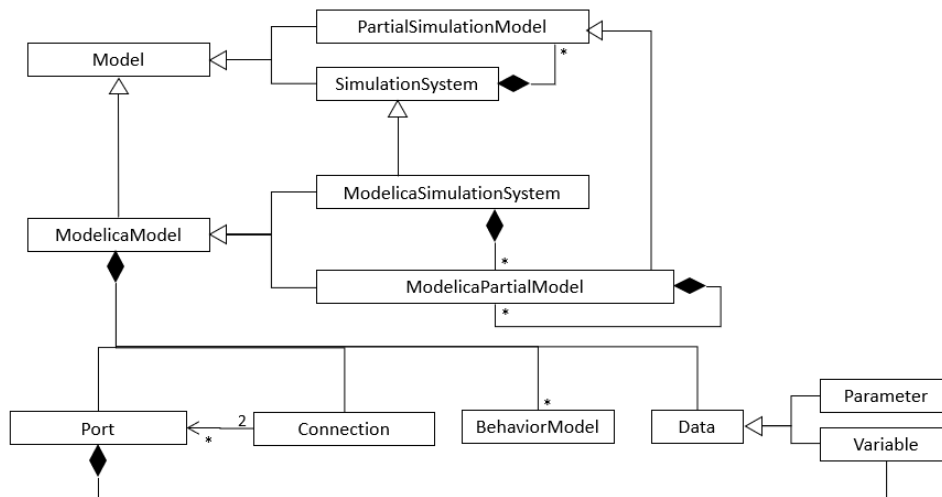 PartialSimulationModel
*
Model
SimulationSystem
ModelicaSimulationSystem
ModelicaModel
*
ModelicaPartialModel
*
Parameter
2
*
Port
*
Connection
BehaviorModel
Data
Variable